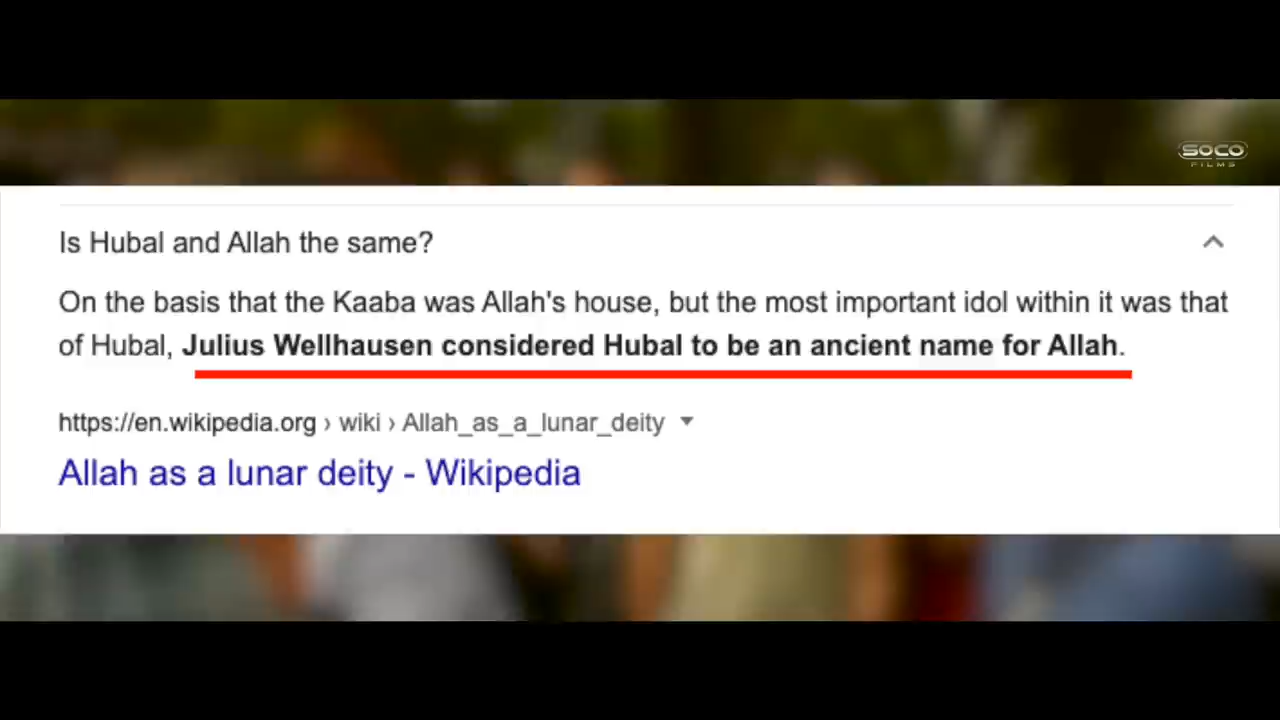 SOCO
FILMS
Is Hubal and Allah the same?
On the basis that the Kaaba was Allah's house, but the most important idol within it was that
of Hubal, Julius Wellhausen considered Hubal to be an ancient name for Allah.
https://en.wikipedia.org › wiki › Allah_as_a_lunar_deity
Allah as a lunar deity - Wikipedia